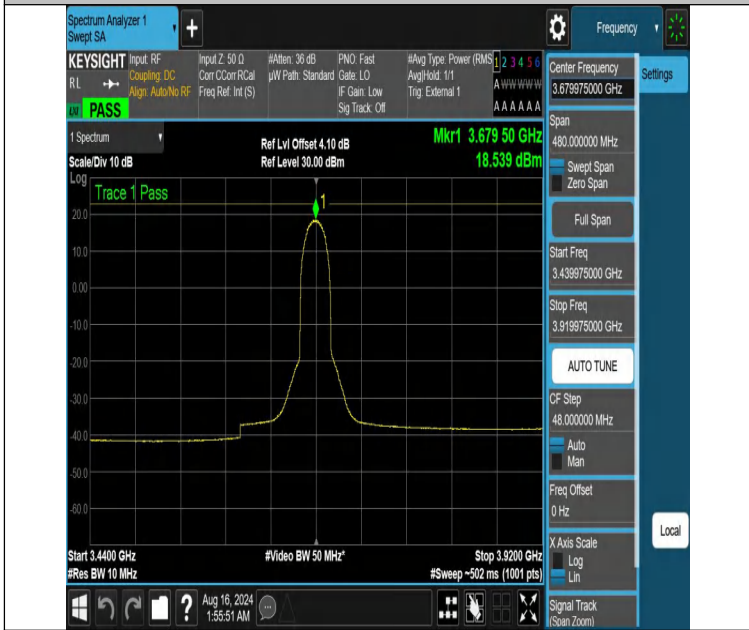 Spectrum Analyzer 1
Swept SA
+
Frequency
KEYSIGHT
RL
PASS
Input: RF
Coupling: DC
Align: Auto/No RF
Input Z: 50 Ω
Corr CCorr RCal
Freq Ref: Int (S)
#Atten: 36 dB
µW Path: Standard
PNO: Fast
Gate: LO
IF Gain: Low
Sig Track: Off
#Avg Type: Power (RMS
Avg|Hold: 1/1
Trig: External 1
1 2 3 4 5 6
A W W W W W
A A A A A A
Center Frequency
3.679975000 GHz
Settings
Span
480.000000 MHz
Swept Span
Zero Span
Full Span
Start Freq
3.439975000 GHz
Stop Freq
3.919975000 GHz
AUTO TUNE
CF Step
48.000000 MHz
Auto
Man
Freq Offset
0 Hz
X Axis Scale
Log
Lin
Local
Signal Track
(Span Zoom)
1 Spectrum
Scale/Div 10 dB
Ref Lvl Offset 4.10 dB
Ref Level 30.00 dBm
Mkr1 3.679 50 GHz
18.539 dBm
Log
Trace 1 Pass
1
20.0
10.0
0.00
-10.0
-20.0
-30.0
-40.0
-50.0
-60.0
Start 3.4400 GHz
#Res BW 10 MHz
#Video BW 50 MHz*
Stop 3.9200 GHz
#Sweep ~502 ms (1001 pts)
?
Aug 16, 2024
1:55:51 AM